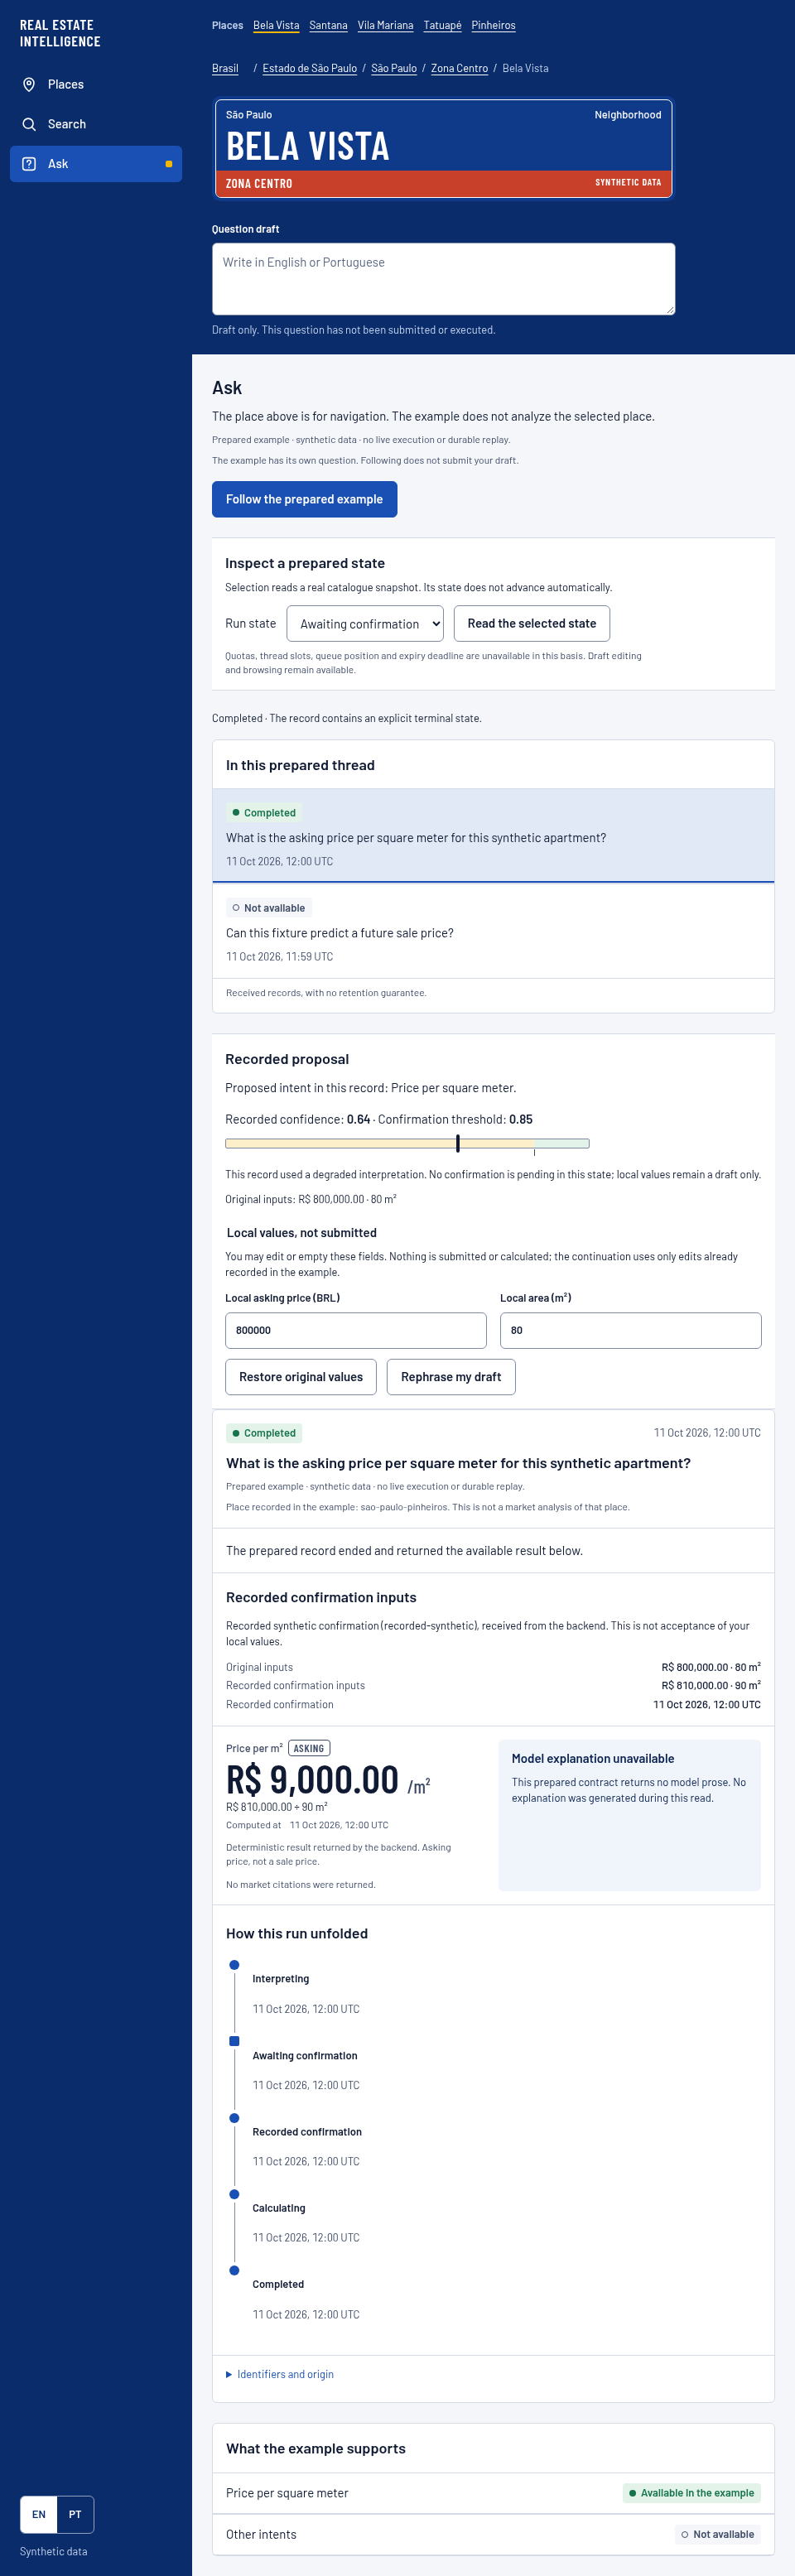 REAL ESTATE
INTELLIGENCE
Places
Search
Ask
Places Bela Vista Santana Vila Mariana Tatuapé Pinheiros
Brasil / Estado de São Paulo / São Paulo / Zona Centro / Bela Vista
São Paulo Neighborhood
BELA VISTA
ZONA CENTRO SYNTHETIC DATA
Question draft
Write in English or Portuguese
Draft only. This question has not been submitted or executed.
Ask
The place above is for navigation. The example does not analyze the selected place.
Prepared example · synthetic data · no live execution or durable replay.
The example has its own question. Following does not submit your draft.
Follow the prepared example
Inspect a prepared state
Selection reads a real catalogue snapshot. Its state does not advance automatically.
Run state Awaiting confirmation Read the selected state
Quotas, thread slots, queue position and expiry deadline are unavailable in this basis. Draft editing
and browsing remain available.
Completed · The record contains an explicit terminal state.
In this prepared thread
Completed
What is the asking price per square meter for this synthetic apartment?
11 Oct 2026, 12:00 UTC
Not available
Can this fixture predict a future sale price?
11 Oct 2026, 11:59 UTC
Received records, with no retention guarantee.
Recorded proposal
Proposed intent in this record: Price per square meter.
Recorded confidence: 0.64 · Confirmation threshold: 0.85
This record used a degraded interpretation. No confirmation is pending in this state; local values remain a draft only.
Original inputs: R$ 800,000.00 · 80 m²
Local values, not submitted
You may edit or empty these fields. Nothing is submitted or calculated; the continuation uses only edits already
recorded in the example.
Local asking price (BRL) Local area (m²)
800000 80
Restore original values Rephrase my draft
Completed 11 Oct 2026, 12:00 UTC
What is the asking price per square meter for this synthetic apartment?
Prepared example · synthetic data · no live execution or durable replay.
Place recorded in the example: sao-paulo-pinheiros. This is not a market analysis of that place.
The prepared record ended and returned the available result below.
Recorded confirmation inputs
Recorded synthetic confirmation (recorded-synthetic), received from the backend. This is not acceptance of your
local values.
Original inputs R$ 800,000.00 · 80 m²
Recorded confirmation inputs R$ 810,000.00 · 90 m²
Recorded confirmation 11 Oct 2026, 12:00 UTC
Price per m² ASKING
R$ 9,000.00 /m²
R$ 810,000.00 ÷ 90 m²
Computed at 11 Oct 2026, 12:00 UTC
Deterministic result returned by the backend. Asking
price, not a sale price.
No market citations were returned.
Model explanation unavailable
This prepared contract returns no model prose. No
explanation was generated during this read.
How this run unfolded
Interpreting
11 Oct 2026, 12:00 UTC
Awaiting confirmation
11 Oct 2026, 12:00 UTC
Recorded confirmation
11 Oct 2026, 12:00 UTC
Calculating
11 Oct 2026, 12:00 UTC
Completed
11 Oct 2026, 12:00 UTC
Identifiers and origin
What the example supports
Price per square meter Available in the example
Other intents Not available
EN PT
Synthetic data